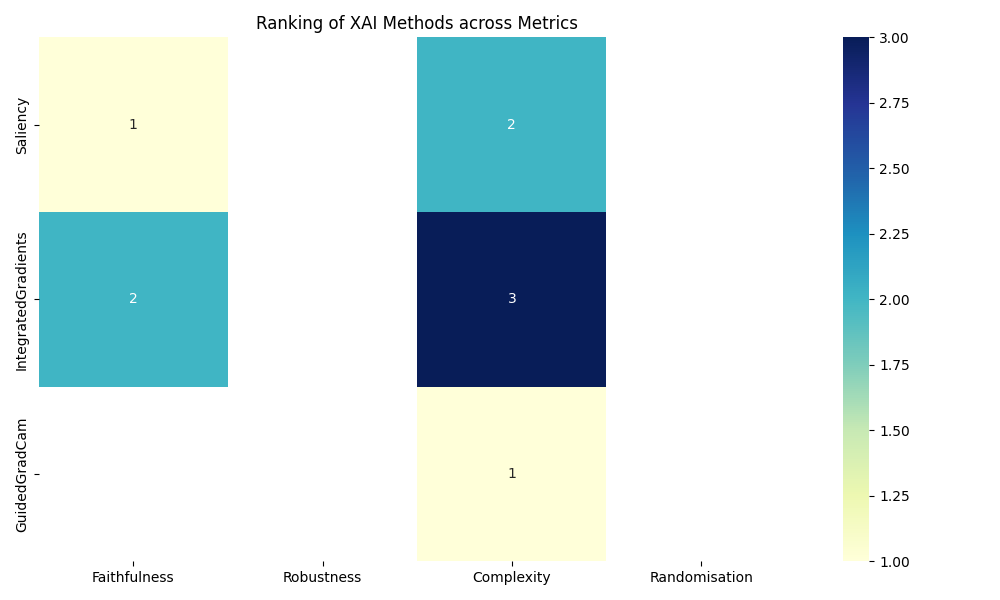 Ranking of XAI Methods across Metrics
Saliency
IntegratedGradients
GuidedGradCam
1
2
2
3
1
Faithfulness
Robustness
Complexity
Randomisation
3.00
2.75
2.50
2.25
2.00
1.75
1.50
1.25
1.00